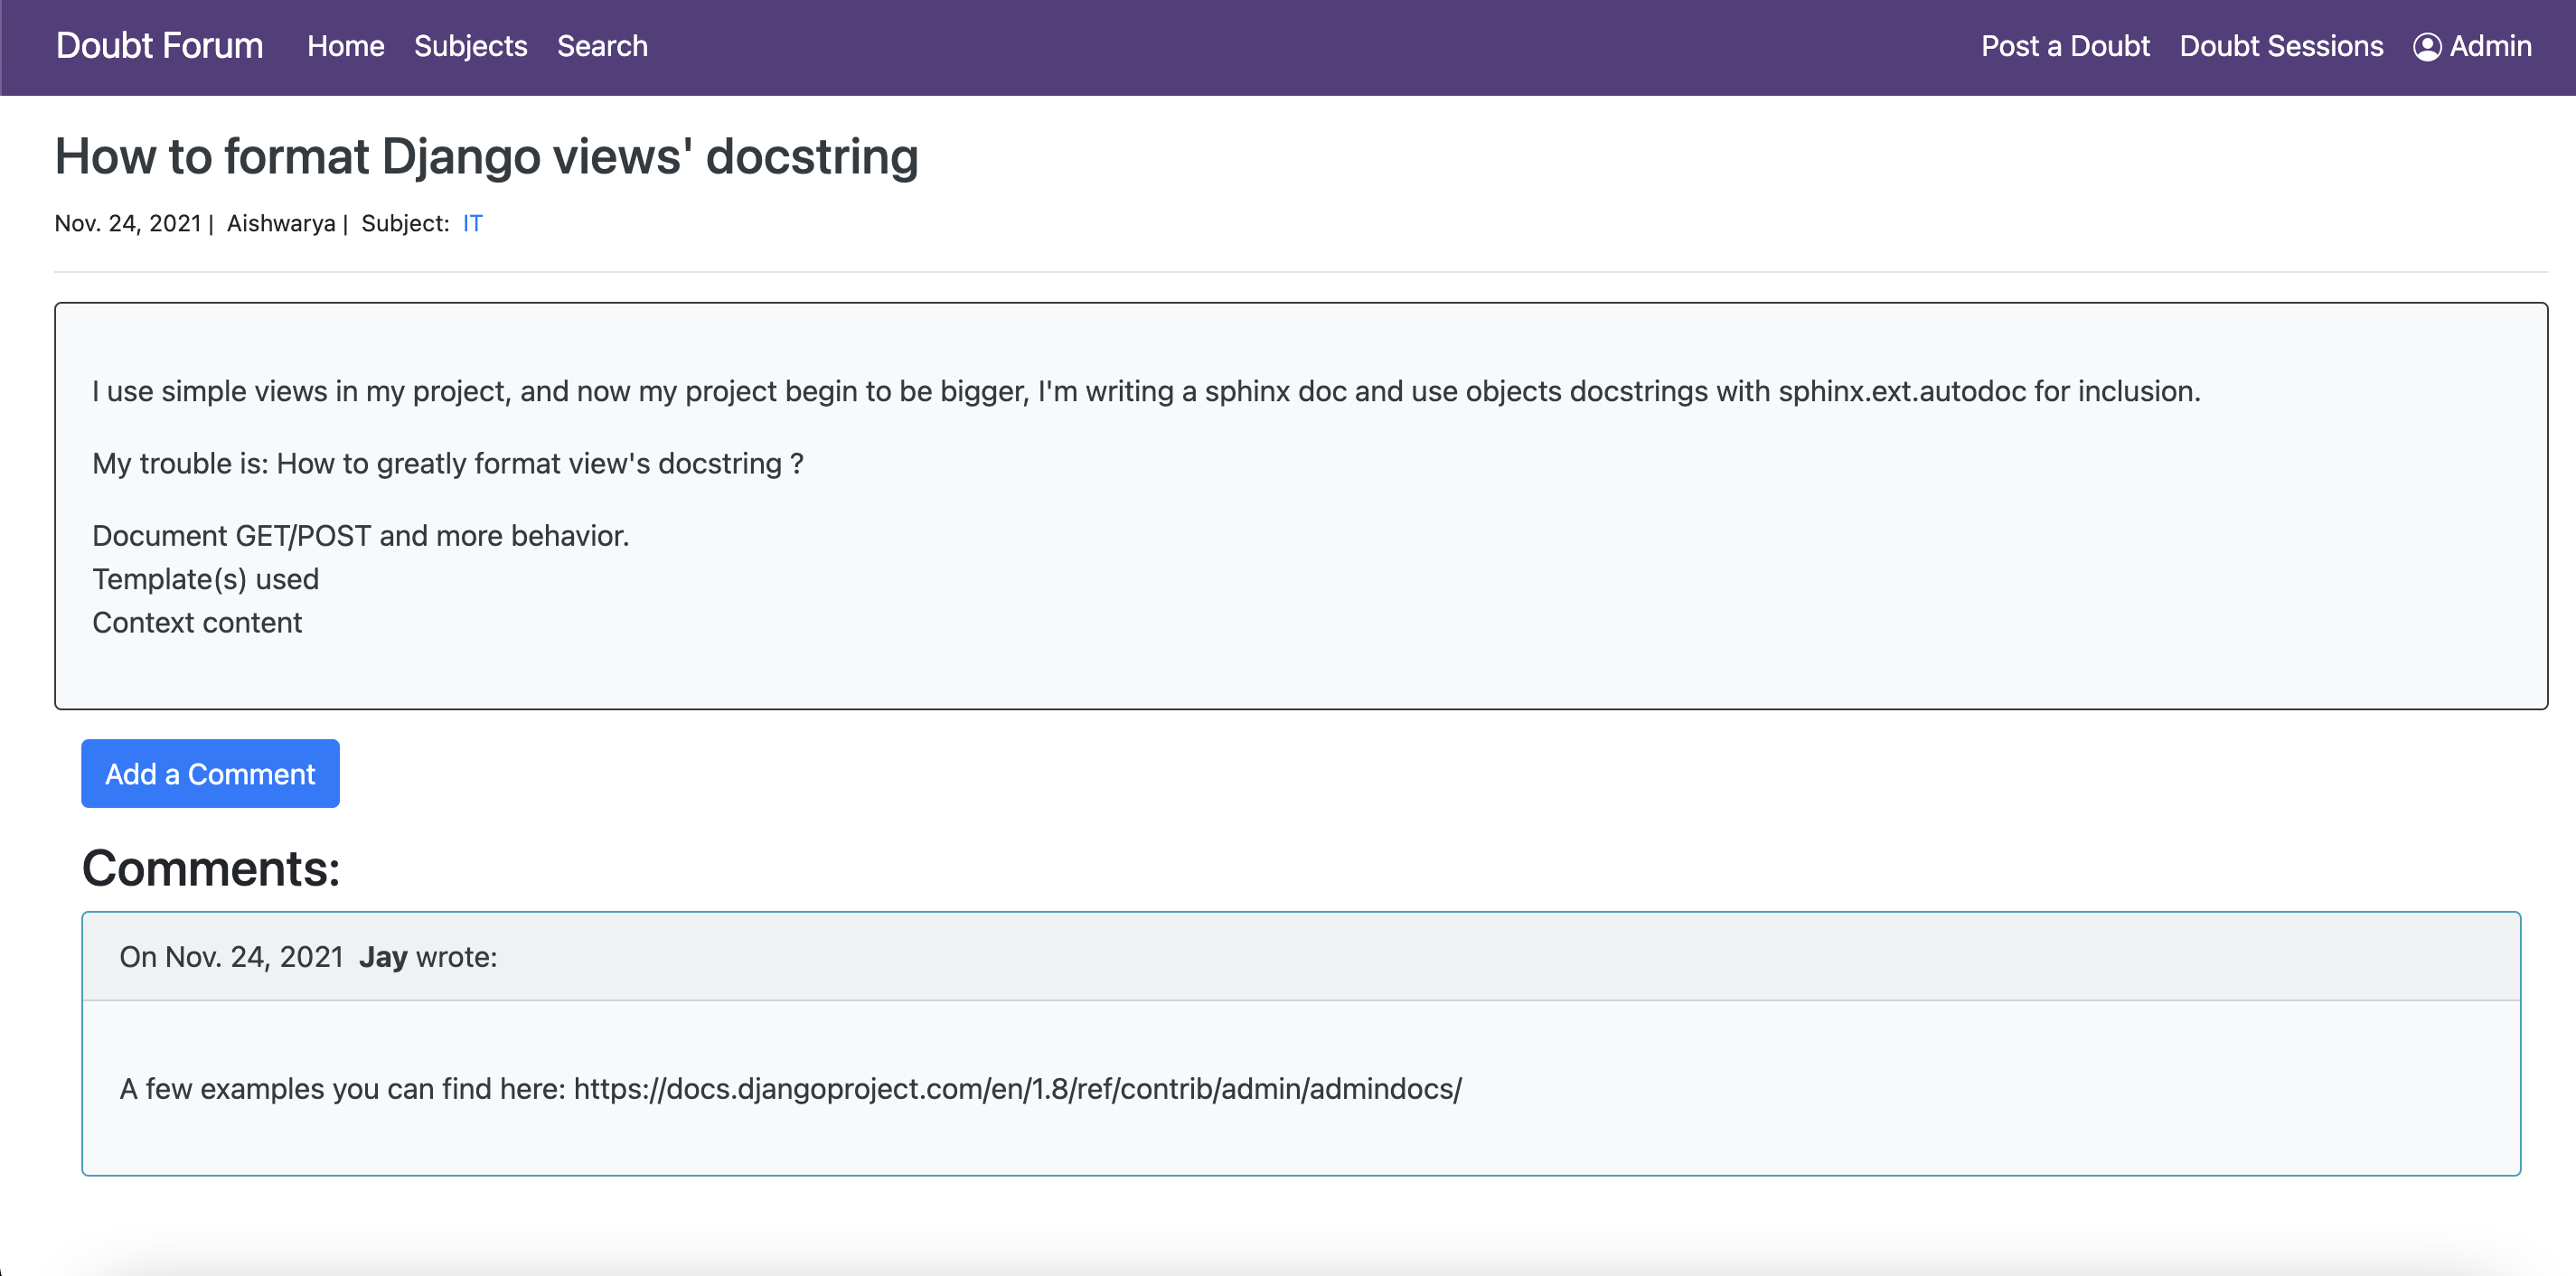 Doubt Forum Home Subjects Search Post a Doubt Doubt Sessions Admin
How to format Django views' docstring
Nov. 24, 2021 | Aishwarya | Subject: IT
I use simple views in my project, and now my project begin to be bigger, I'm writing a sphinx doc and use objects docstrings with sphinx.ext.autodoc for inclusion.
My trouble is: How to greatly format view's docstring ?
Document GET/POST and more behavior.
Template(s) used
Context content
Add a Comment
Comments:
On Nov. 24, 2021 Jay wrote:
A few examples you can find here: https://docs.djangoproject.com/en/1.8/ref/contrib/admin/admindocs/